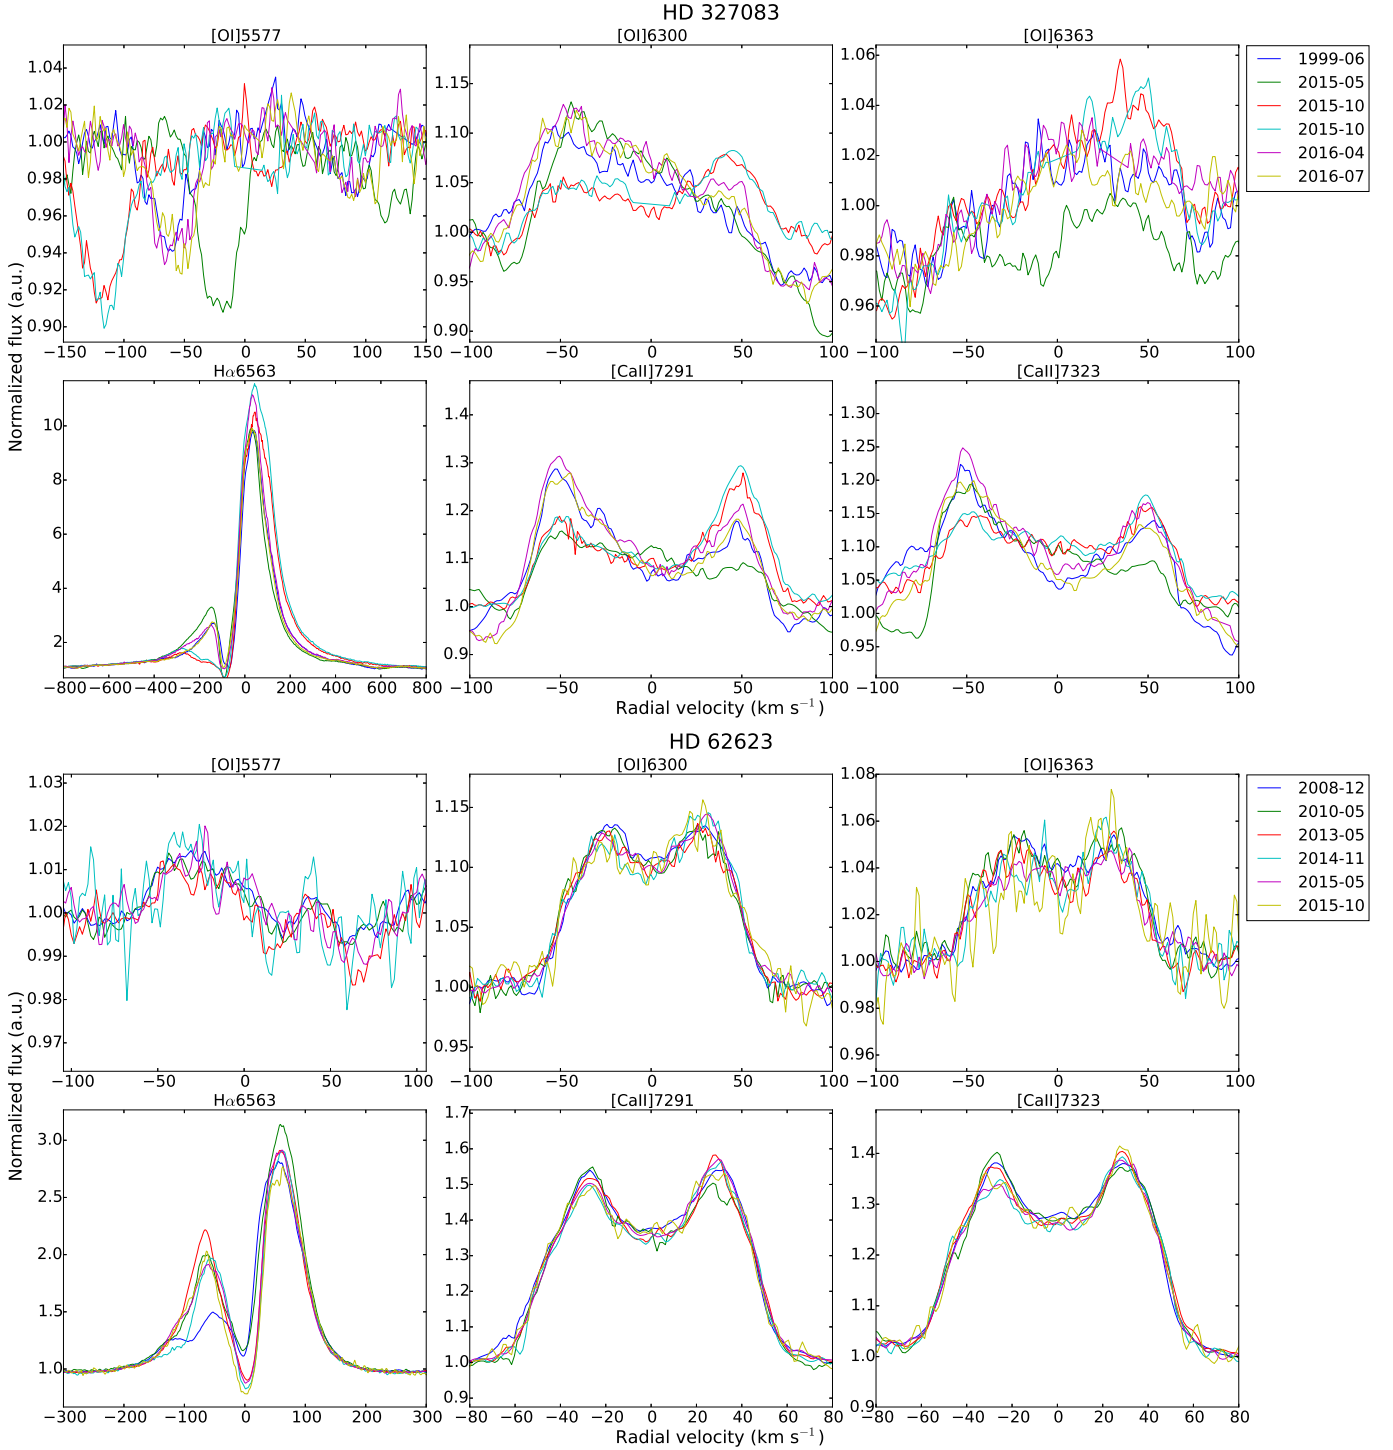 HD 327083
[OI]5577 [OI]6300 [OI]6363
1.04 1.02 1.00 0.98 0.96 0.94 0.92 0.90
−150 −100 −50 0 50 100 150
1.15 1.10 1.05 1.00 0.95 0.90
−100 −50 0 50 100
1.06 1.04 1.02 1.00 0.98 0.96
−100 −50 0 50 100
1999-06
2015-05
2015-10
2015-10
2016-04
2016-07
Normalized flux (a.u.)
Hα6563 [CaII]7291 [CaII]7323
10 8 6 4 2
−800 −600 −400 −200 0 200 400 600 800
1.4 1.3 1.2 1.1 1.0 0.9
−100 −50 0 50 100
1.30 1.25 1.20 1.15 1.10 1.05 1.00 0.95
−100 −50 0 50 100
Radial velocity (km s−1)
HD 62623
[OI]5577 [OI]6300 [OI]6363
1.03 1.02 1.01 1.00 0.99 0.98 0.97
−100 −50 0 50 100
1.15 1.10 1.05 1.00 0.95
−100 −50 0 50 100
1.08 1.06 1.04 1.02 1.00 0.98 0.96
−100 −50 0 50 100
2008-12
2010-05
2013-05
2014-11
2015-05
2015-10
Normalized flux (a.u.)
Hα6563 [CaII]7291 [CaII]7323
3.0 2.5 2.0 1.5 1.0
−300 −200 −100 0 100 200 300
1.7 1.6 1.5 1.4 1.3 1.2 1.1 1.0 0.9
−80 −60 −40 −20 0 20 40 60 80
1.4 1.3 1.2 1.1 1.0 0.9
−80 −60 −40 −20 0 20 40 60 80
Radial velocity (km s−1)